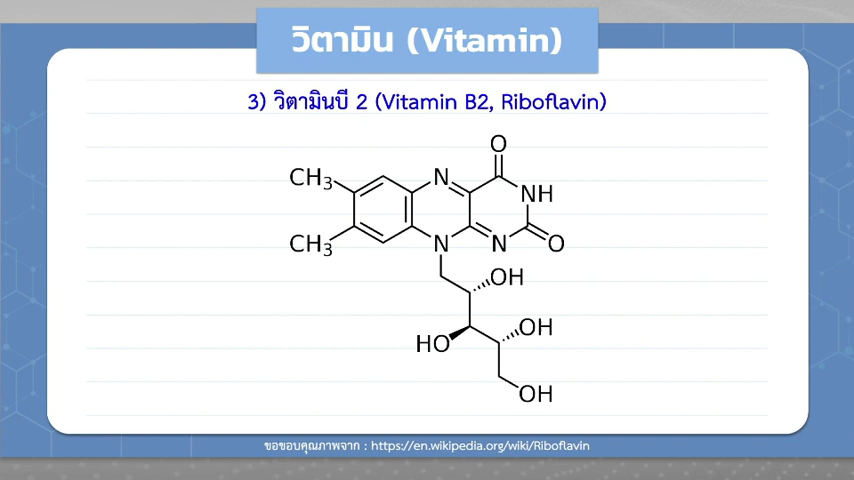 วิตามิน (Vitamin)
3) วิตามินบี 2 (Vitamin B2, Riboflavin)
O
CH3 N NH
CH3 N N O
OH
HO OH
OH
ขอขอบคุณภาพจาก : https://en.wikipedia.org/wiki/Riboflavin